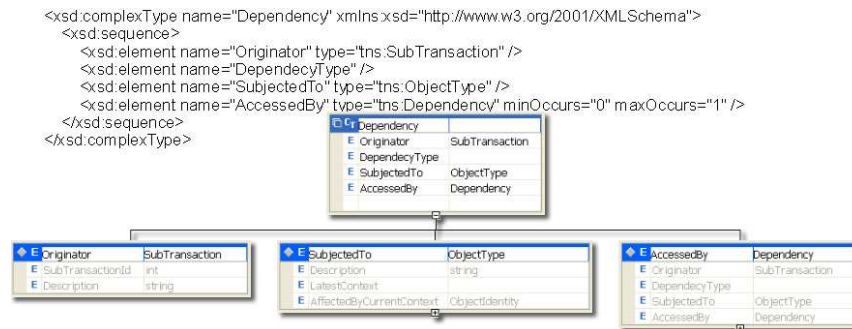 <xsd:complexType name="Dependency" xmlns:xsd="http://www.w3.org/2001/XMLSchema">
<xsd:sequence>
<xsd:element name="Originator" type="tns:SubTransaction" />
<xsd:element name="DependecyType" />
<xsd:element name="SubjectedTo" type="tns:ObjectType" />
<xsd:element name="AccessedBy" type="tns:Dependency" minOccurs="0" maxOccurs="1" />
</xsd:sequence>
</xsd:complexType>
CT Dependency
E Originator SubTransaction
E DependecyType
E SubjectedTo ObjectType
E AccessedBy Dependency
E Originator SubTransaction
E SubTransactionId int
E Description string
E SubjectedTo ObjectType
E Description string
E LatestContext
E AffectedByCurrentContext ObjectIdentity
E AccessedBy Dependency
E Originator SubTransaction
E DependecyType
E SubjectedTo ObjectType
E AccessedBy Dependency